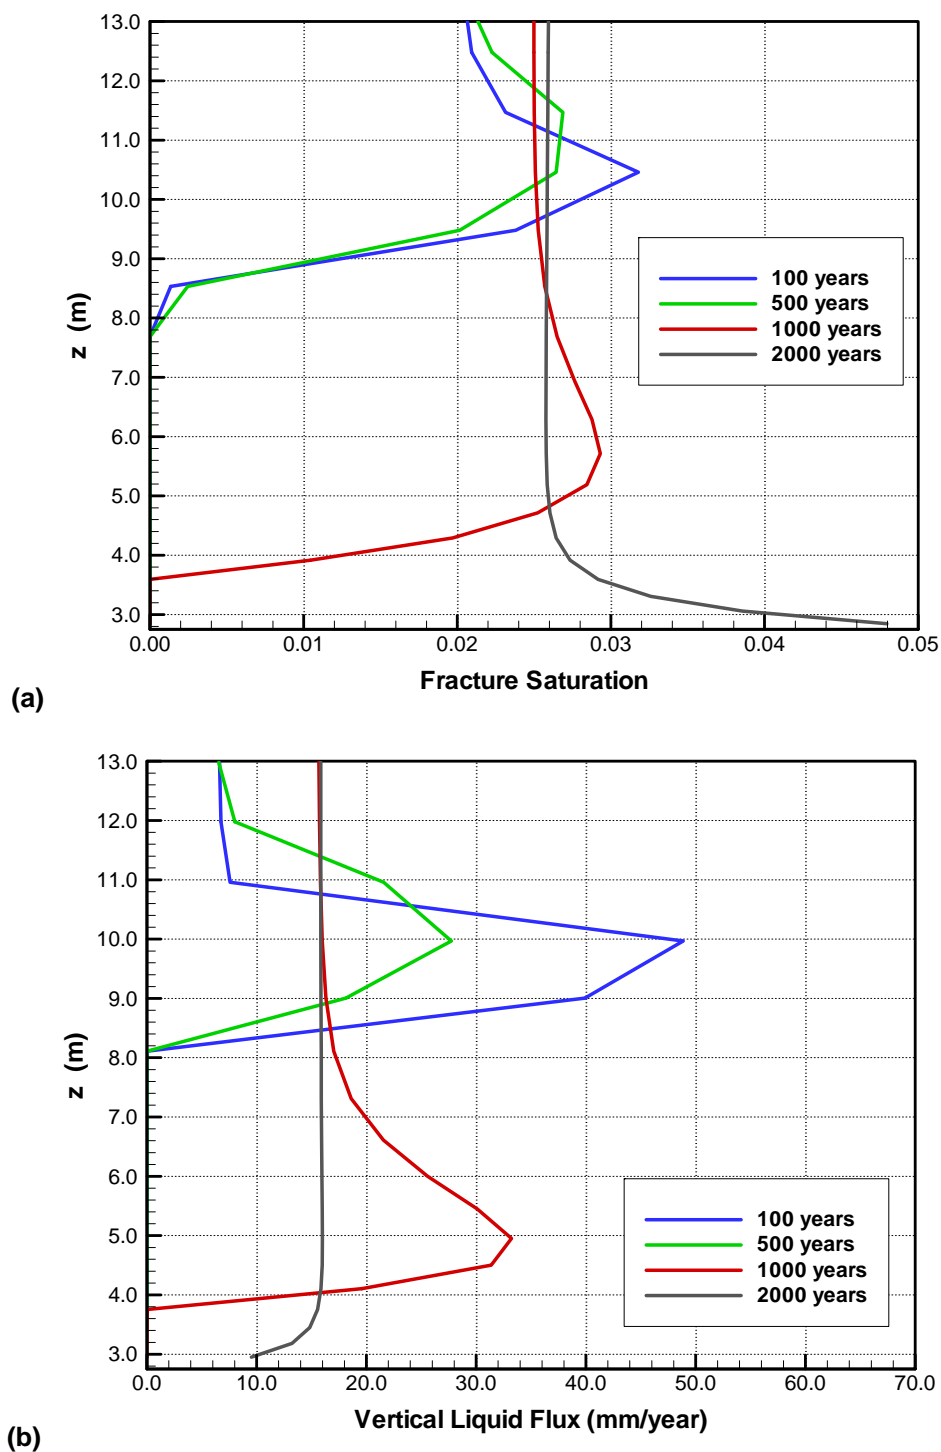 13.0
12.0
11.0
10.0
9.0
8.0
7.0
6.0
5.0
4.0
3.0
z (m)
100 years
500 years
1000 years
2000 years
0.00 0.01 0.02 0.03 0.04 0.05
Fracture Saturation
(a)
13.0
12.0
11.0
10.0
9.0
8.0
7.0
6.0
5.0
4.0
3.0
z (m)
100 years
500 years
1000 years
2000 years
0.0 10.0 20.0 30.0 40.0 50.0 60.0 70.0
Vertical Liquid Flux (mm/year)
(b)